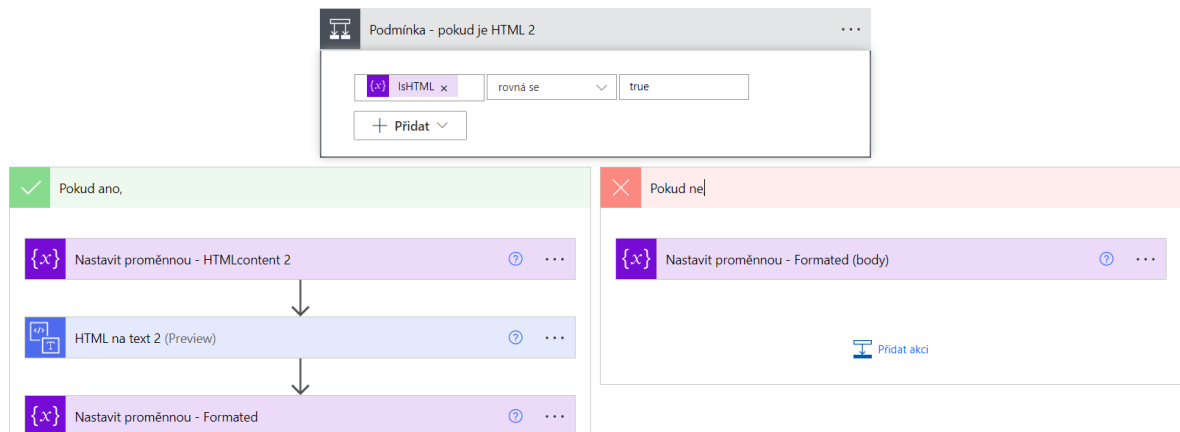 Podmínka - pokud je HTML 2
{x} IsHTML × rovná se true
Přidat
Pokud ano,
Pokud ne
{x} Nastavit proměnnou - HTMLcontent 2
{x} Nastavit proměnnou - Formated (body)
HTML na text 2 (Preview)
Přidat akci
{x} Nastavit proměnnou - Formated